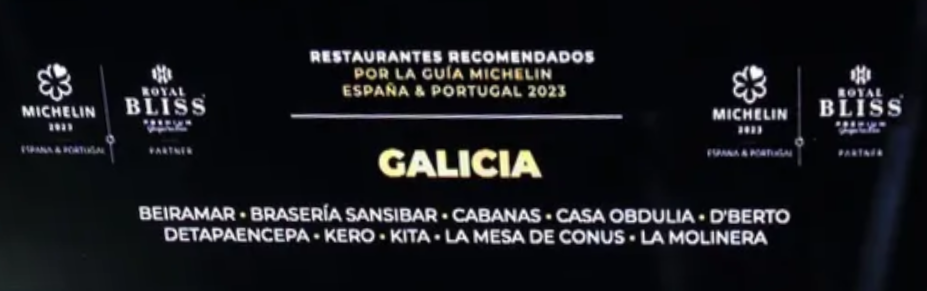 RESTAURANTES RECOMENDADOS
POR LA GUÍA MICHELIN
ESPAÑA & PORTUGAL 2023
MICHELIN
2023
ESPAÑA & PORTUGAL
ROYAL
BLISS
PREMIUM
PARTNER
MICHELIN
2023
ESPAÑA & PORTUGAL
ROYAL
BLISS
PREMIUM
PARTNER
GALICIA
BEIRAMAR • BRASERÍA SANSIBAR • CABANAS • CASA OBDULIA • D'BERTO
DETAPAENCEPA • KERO • KITA • LA MESA DE CONUS • LA MOLINERA